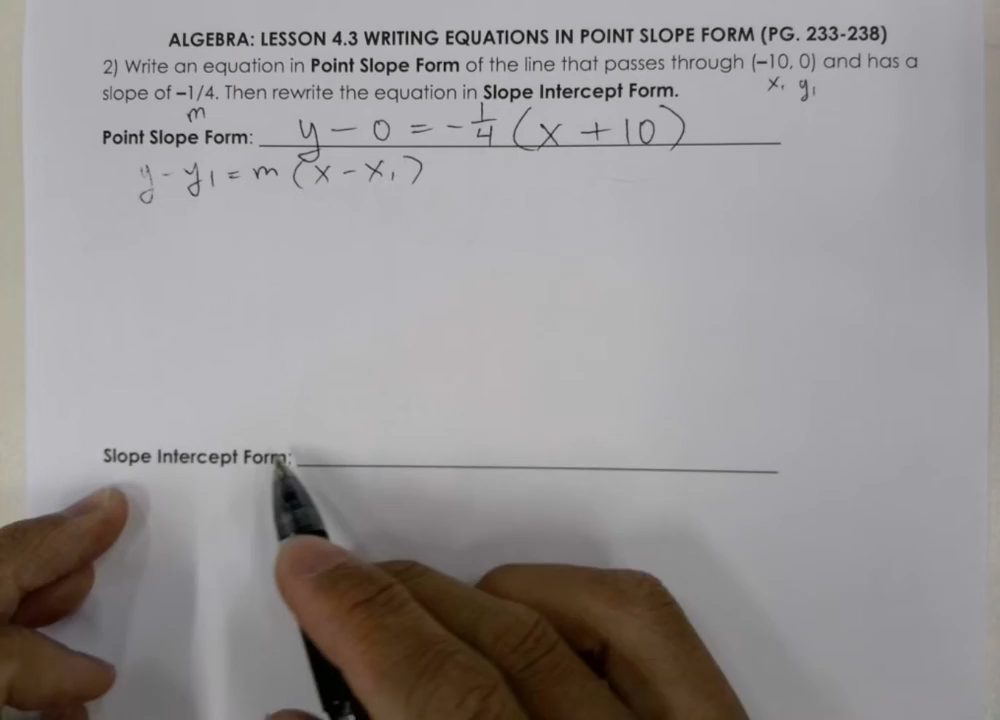 ALGEBRA: LESSON 4.3 WRITING EQUATIONS IN POINT SLOPE FORM (PG. 233-238)
2) Write an equation in Point Slope Form of the line that passes through (−10, 0) and has a
slope of −1/4. Then rewrite the equation in Slope Intercept Form.
x₁ y₁
m
Point Slope Form: y − 0 = −1/4 (x + 10)
y − y₁ = m (x − x₁)
Slope Intercept Form: